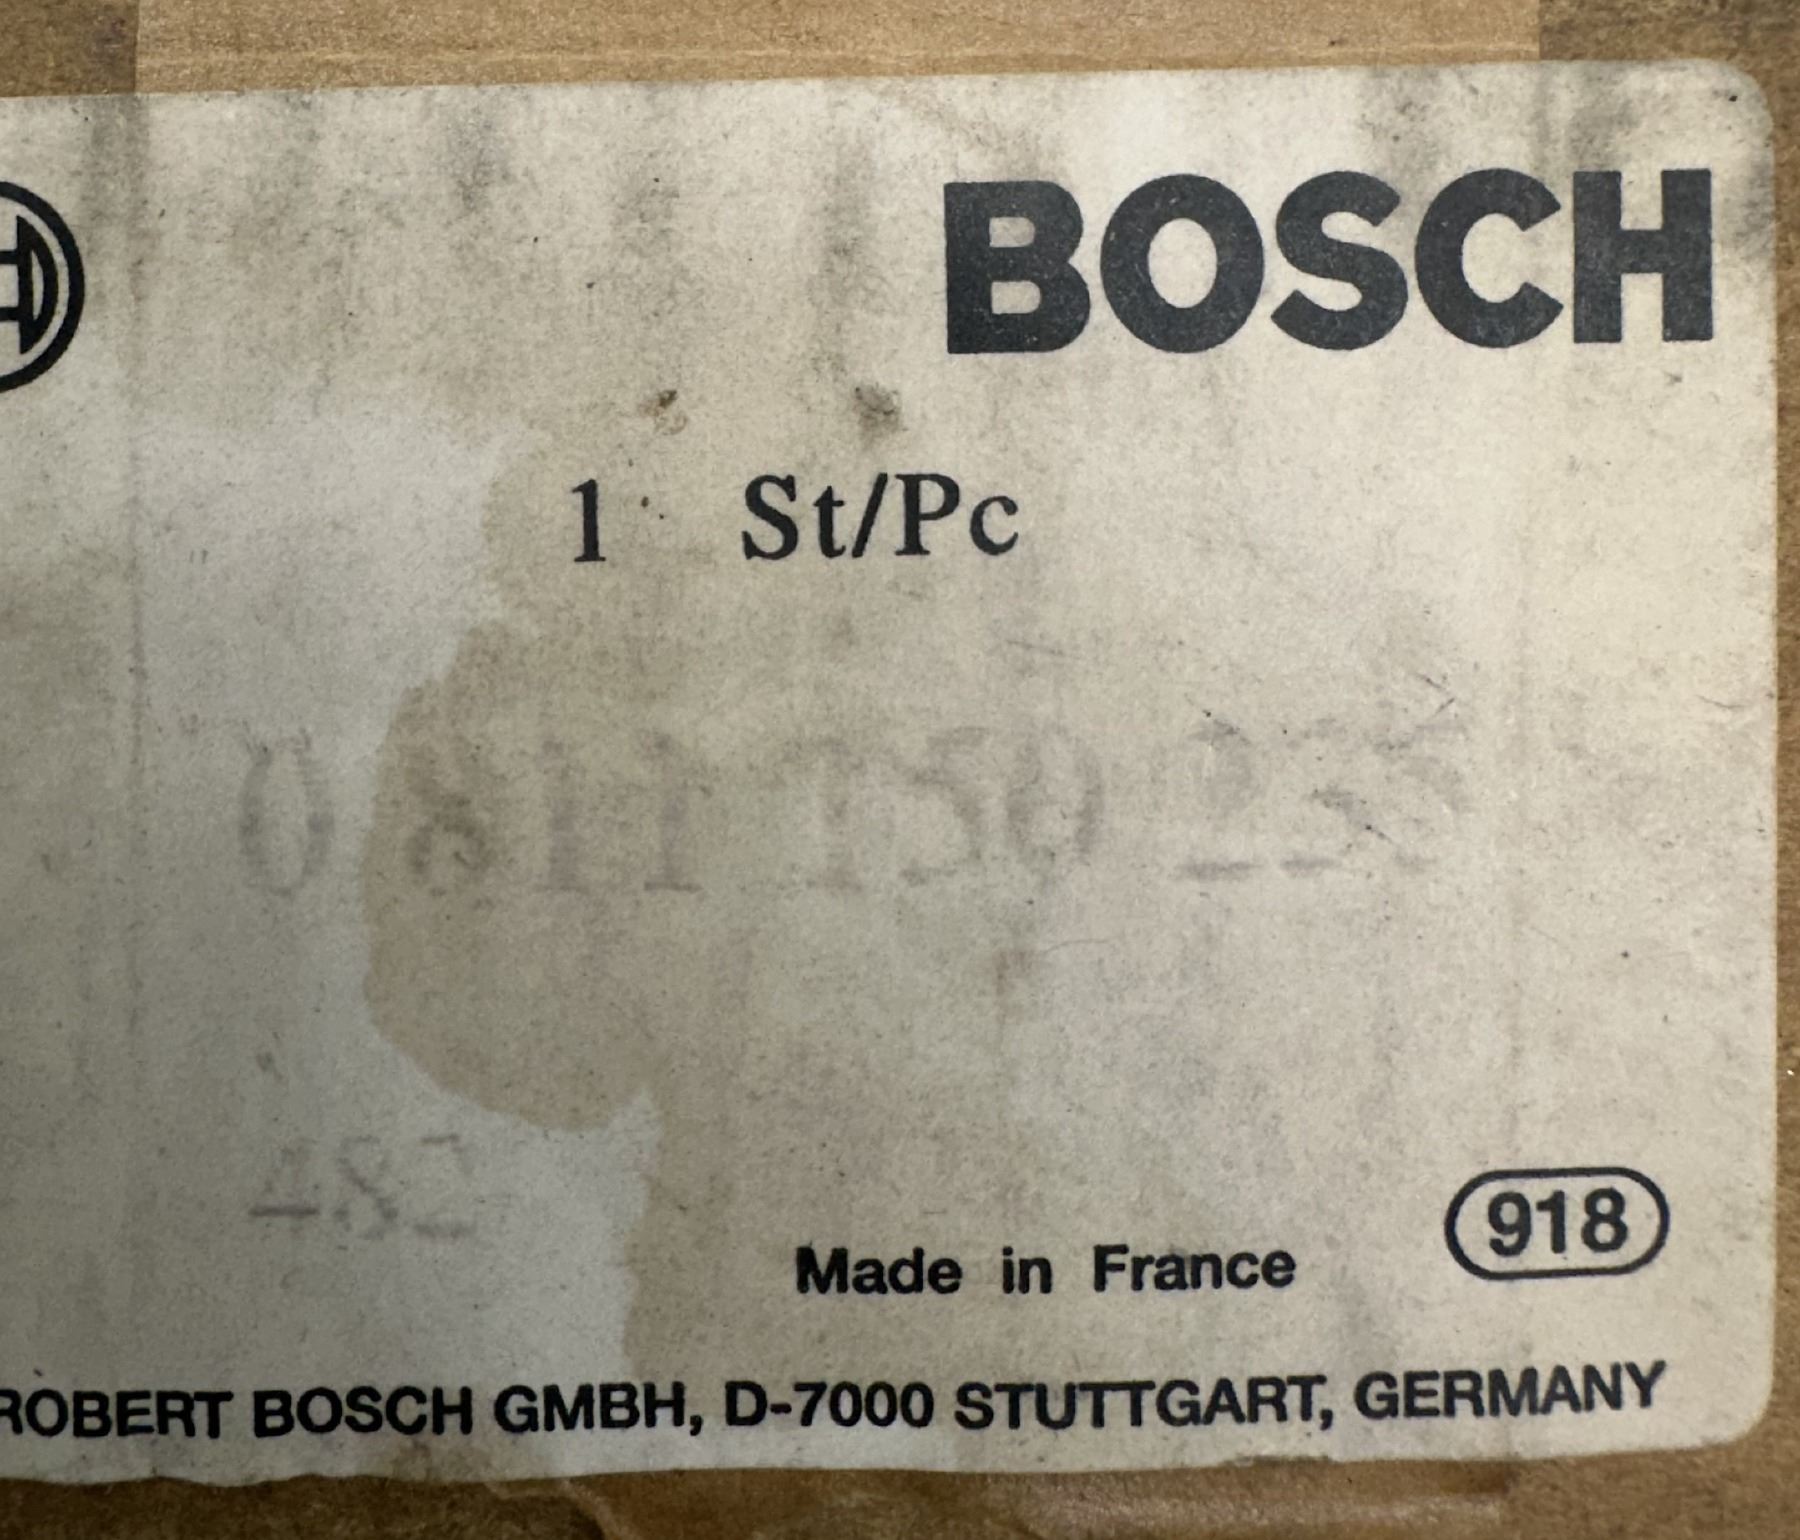 BOSCH
1 St/Pc
Made in France
918
ROBERT BOSCH GMBH, D-7000 STUTTGART, GERMANY